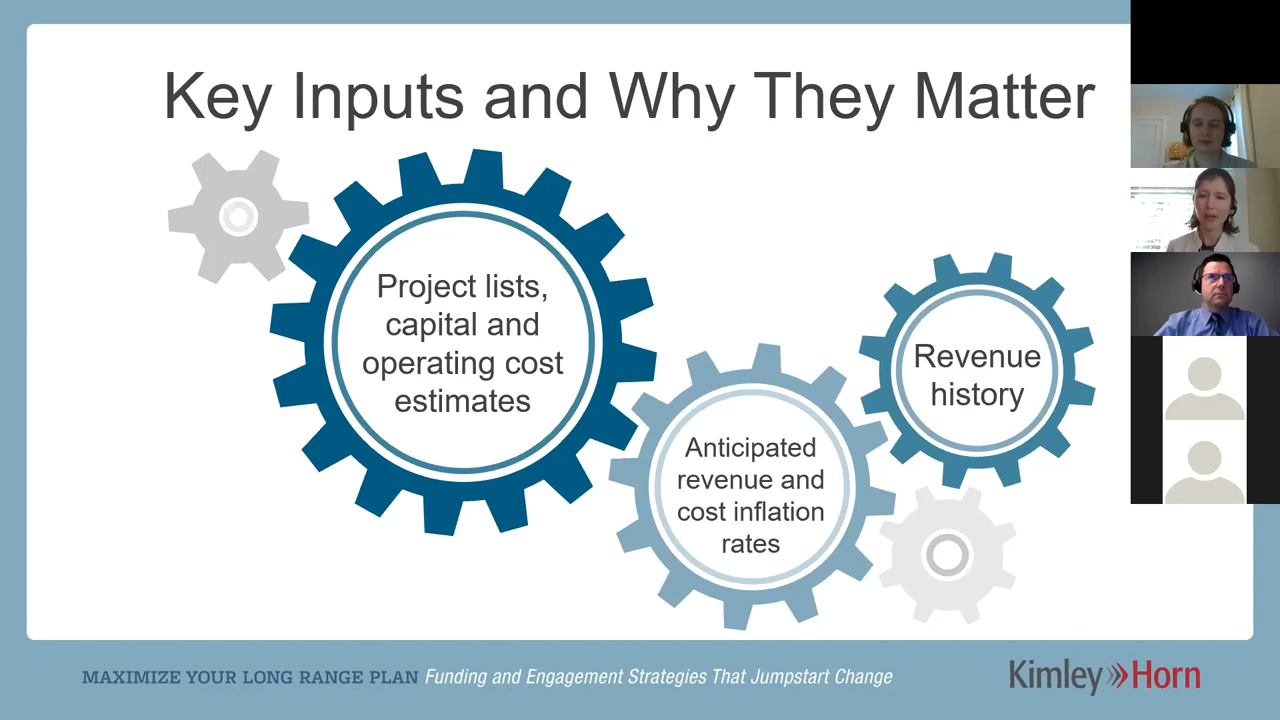 Key Inputs and Why They Matter
Project lists,
capital and
operating cost
estimates
Anticipated
revenue and
cost inflation
rates
Revenue
history
MAXIMIZE YOUR LONG RANGE PLAN Funding and Engagement Strategies That Jumpstart Change
Kimley»Horn